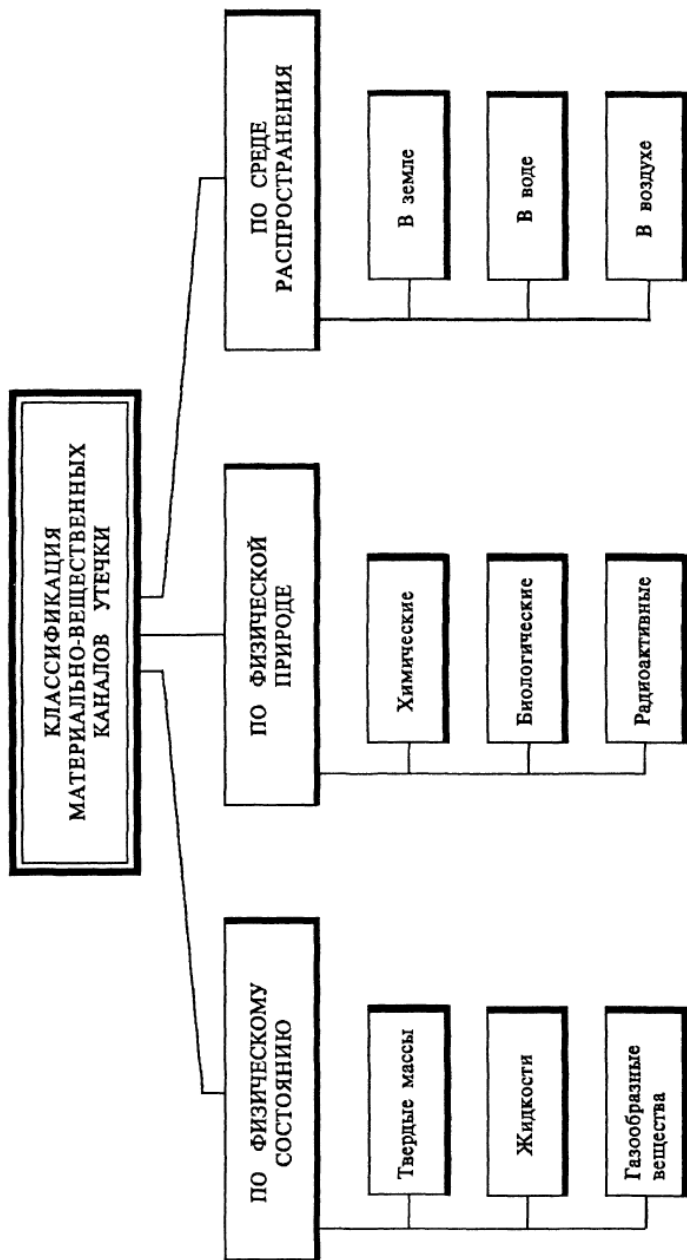 КЛАССИФИКАЦИЯ
МАТЕРИАЛЬНО-ВЕЩЕСТВЕННЫХ
КАНАЛОВ УТЕЧКИ
ПО ФИЗИЧЕСКОМУ
СОСТОЯНИЮ
Твердые массы
Жидкости
Газообразные
вещества
ПО ФИЗИЧЕСКОЙ
ПРИРОДЕ
Химические
Биологические
Радиоактивные
ПО СРЕДЕ
РАСПРОСТРАНЕНИЯ
В земле
В воде
В воздухе